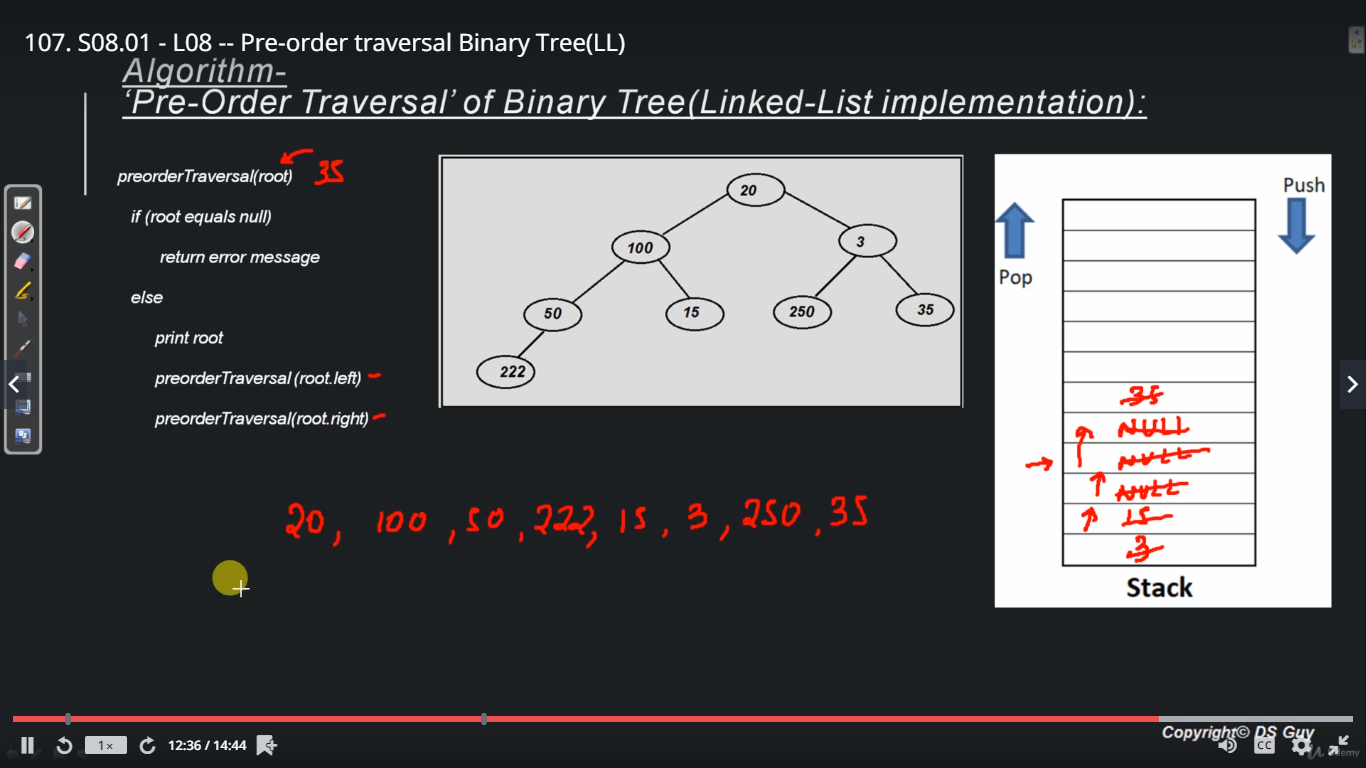 107. S08.01 - L08 -- Pre-order traversal Binary Tree(LL)
Algorithm-
‘Pre-Order Traversal’ of Binary Tree(Linked-List implementation):
preorderTraversal(root) 35
if (root equals null)
return error message
else
print root
preorderTraversal (root.left) -
preorderTraversal(root.right) -
20
100
3
50
15
250
35
222
Push
Pop
35
NULL
NULL
NULL
15
3
Stack
20, 100, 50, 222, 15, 3, 250, 35
Copyright© DS Guy
1×
12:36 / 14:44
CC